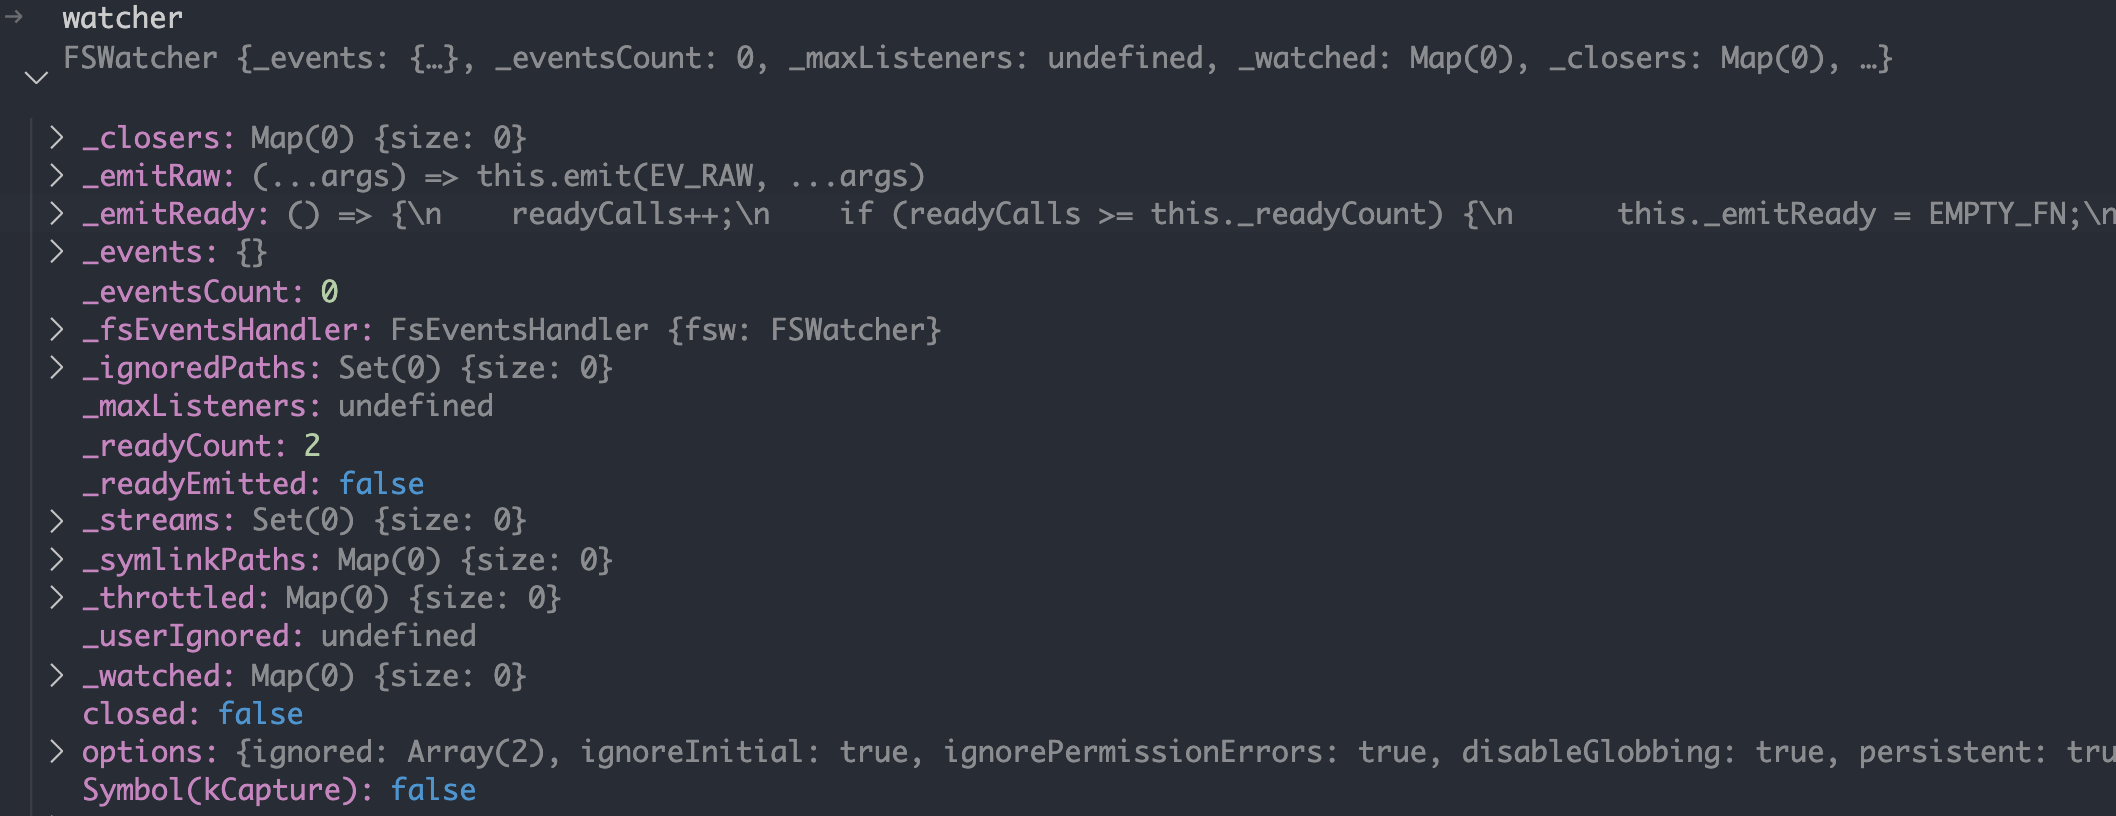 → watcher
FSWatcher {_events: {…}, _eventsCount: 0, _maxListeners: undefined, _watched: Map(0), _closers: Map(0), …}
_closers: Map(0) {size: 0}
_emitRaw: (...args) => this.emit(EV_RAW, ...args)
_emitReady: () => {\n    readyCalls++;\n    if (readyCalls >= this._readyCount) {\n      this._emitReady = EMPTY_FN;\n
_events: {}
_eventsCount: 0
_fsEventsHandler: FsEventsHandler {fsw: FSWatcher}
_ignoredPaths: Set(0) {size: 0}
_maxListeners: undefined
_readyCount: 2
_readyEmitted: false
_streams: Set(0) {size: 0}
_symlinkPaths: Map(0) {size: 0}
_throttled: Map(0) {size: 0}
_userIgnored: undefined
_watched: Map(0) {size: 0}
closed: false
options: {ignored: Array(2), ignoreInitial: true, ignorePermissionErrors: true, disableGlobbing: true, persistent: tru
Symbol(kCapture): false